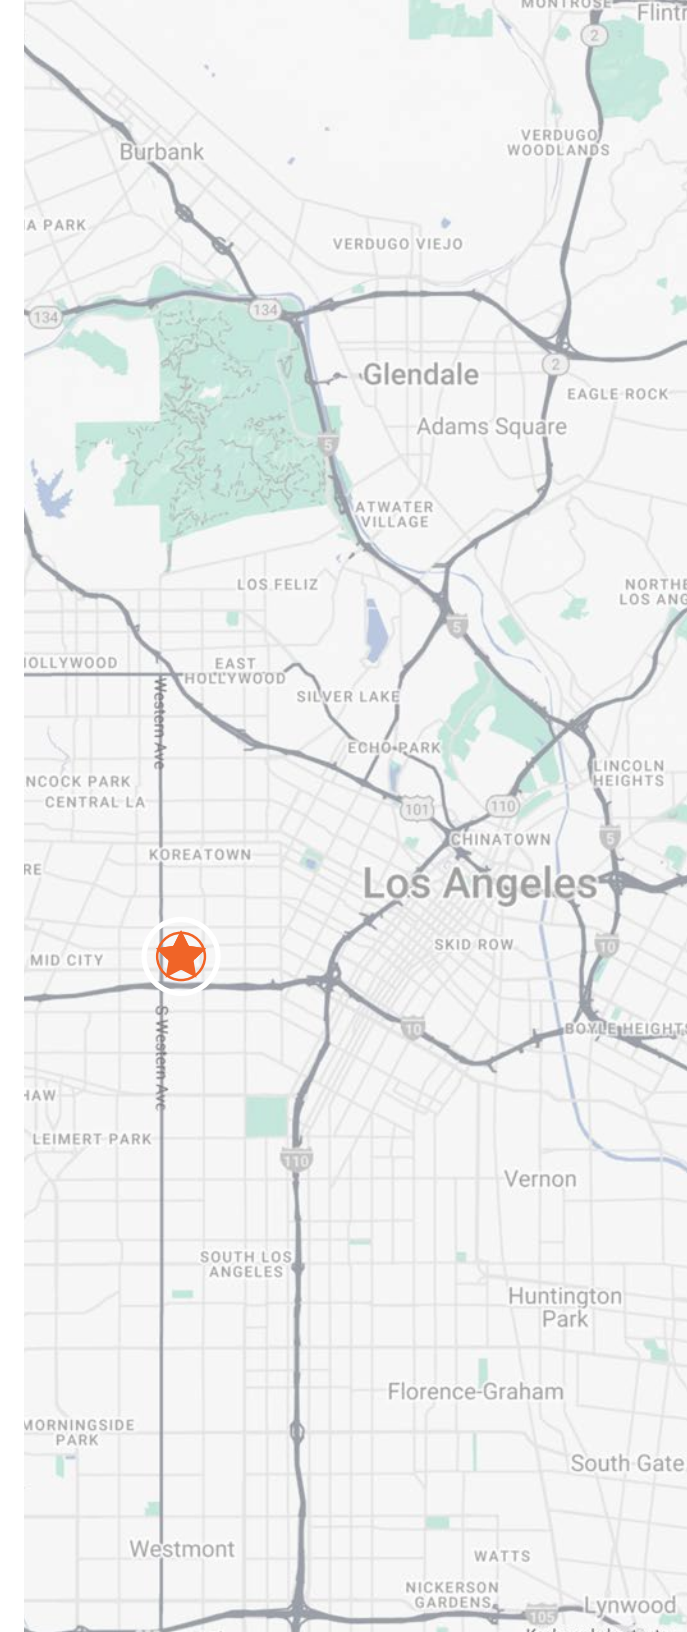 MONTROSE
Flintr
2
VERDUGO
WOODLANDS
Burbank
A PARK
VERDUGO VIEJO
134
134
2
Glendale
EAGLE ROCK
Adams Square
5
ATWATER
VILLAGE
LOS FELIZ
NORTHE
LOS ANG
5
OLLYWOOD
EAST
HOLLYWOOD
Western Ave
SILVER LAKE
ECHO PARK
LINCOLN
HEIGHTS
NCOCK PARK
CENTRAL LA
101
110
5
CHINATOWN
KOREATOWN
RE
Los Angeles
SKID ROW
10
MID CITY
S Western Ave
10
BOYLE HEIGHTS
HAW
LEIMERT PARK
110
Vernon
SOUTH LOS
ANGELES
Huntington
Park
Florence-Graham
MORNINGSIDE
PARK
South Gate
Westmont
WATTS
NICKERSON
GARDENS
105
Lynwood